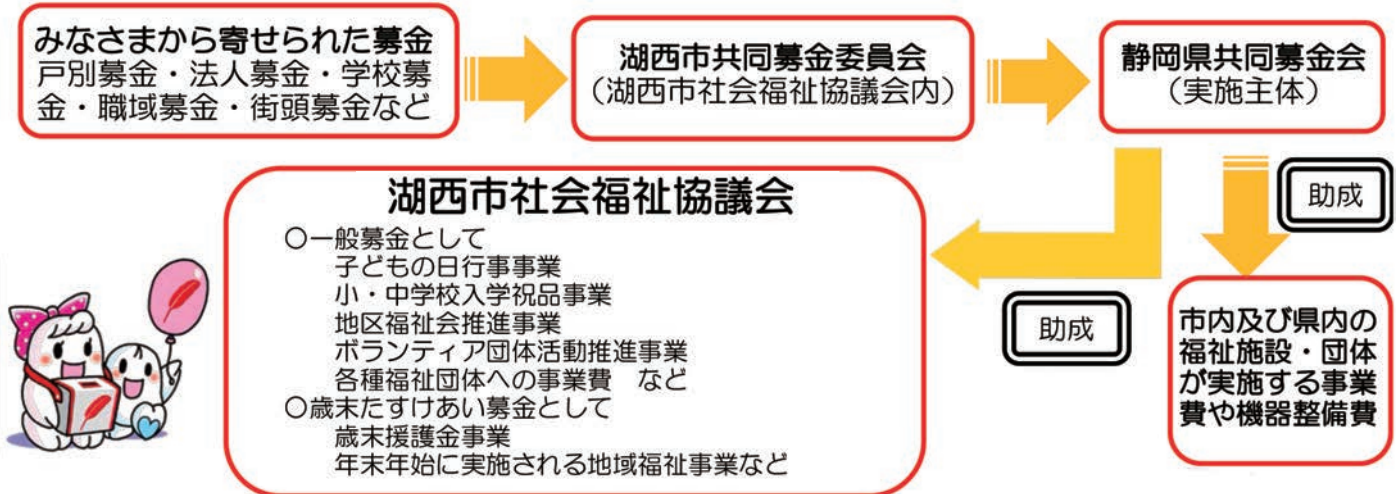 みなさまから寄せられた募金
戸別募金・法人募金・学校募
金・職域募金・街頭募金など
湖西市共同募金委員会
（湖西市社会福祉協議会内）
静岡県共同募金会
（実施主体）
助成
湖西市社会福祉協議会
○一般募金として
子どもの日行事事業
小・中学校入学祝品事業
地区福祉会推進事業
ボランティア団体活動推進事業
各種福祉団体への事業費　など
○歳末たすけあい募金として
歳末援護金事業
年末年始に実施される地域福祉事業など
助成
市内及び県内の
福祉施設・団体
が実施する事業
費や機器整備費